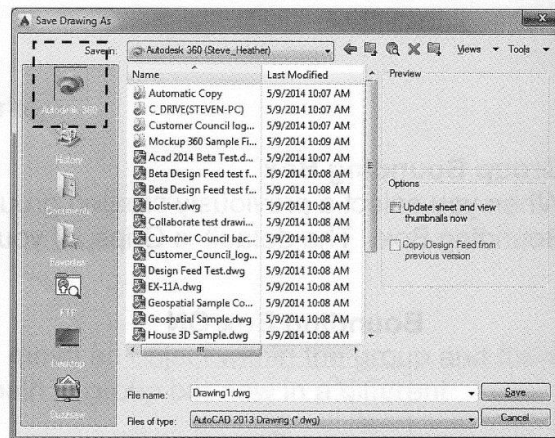 Save Drawing As
Save in: Autodesk 360 (Steve_Heather) Views Tools
Autodesk 360
History
Documents
Favorites
FTP
Desktop
Buzzsaw
Name Last Modified
Automatic Copy 5/9/2014 10:07 AM
C_DRIVE(STEVEN-PC) 5/9/2014 10:07 AM
Customer Council log... 5/9/2014 10:07 AM
Mockup 360 Sample Fi... 5/9/2014 10:09 AM
Acad 2014 Beta Test.d... 5/9/2014 10:07 AM
Beta Design Feed test f... 5/9/2014 10:08 AM
Beta Design Feed test f... 5/9/2014 10:08 AM
bolster.dwg 5/9/2014 10:08 AM
Collaborate test drawi... 5/9/2014 10:08 AM
Customer Council bac... 5/9/2014 10:08 AM
Customer_Council_log... 5/9/2014 10:08 AM
Design Feed Test.dwg 5/9/2014 10:08 AM
EX-11A.dwg 5/9/2014 10:08 AM
Geospatial Sample Co... 5/9/2014 10:08 AM
Geospatial Sample.dwg 5/9/2014 10:08 AM
House 3D Sample.dwg 5/9/2014 10:08 AM
Preview
Options
Update sheet and view
thumbnails now
Copy Design Feed from
previous version
File name: Drawing1.dwg Save
Files of type: AutoCAD 2013 Drawing (*.dwg) Cancel